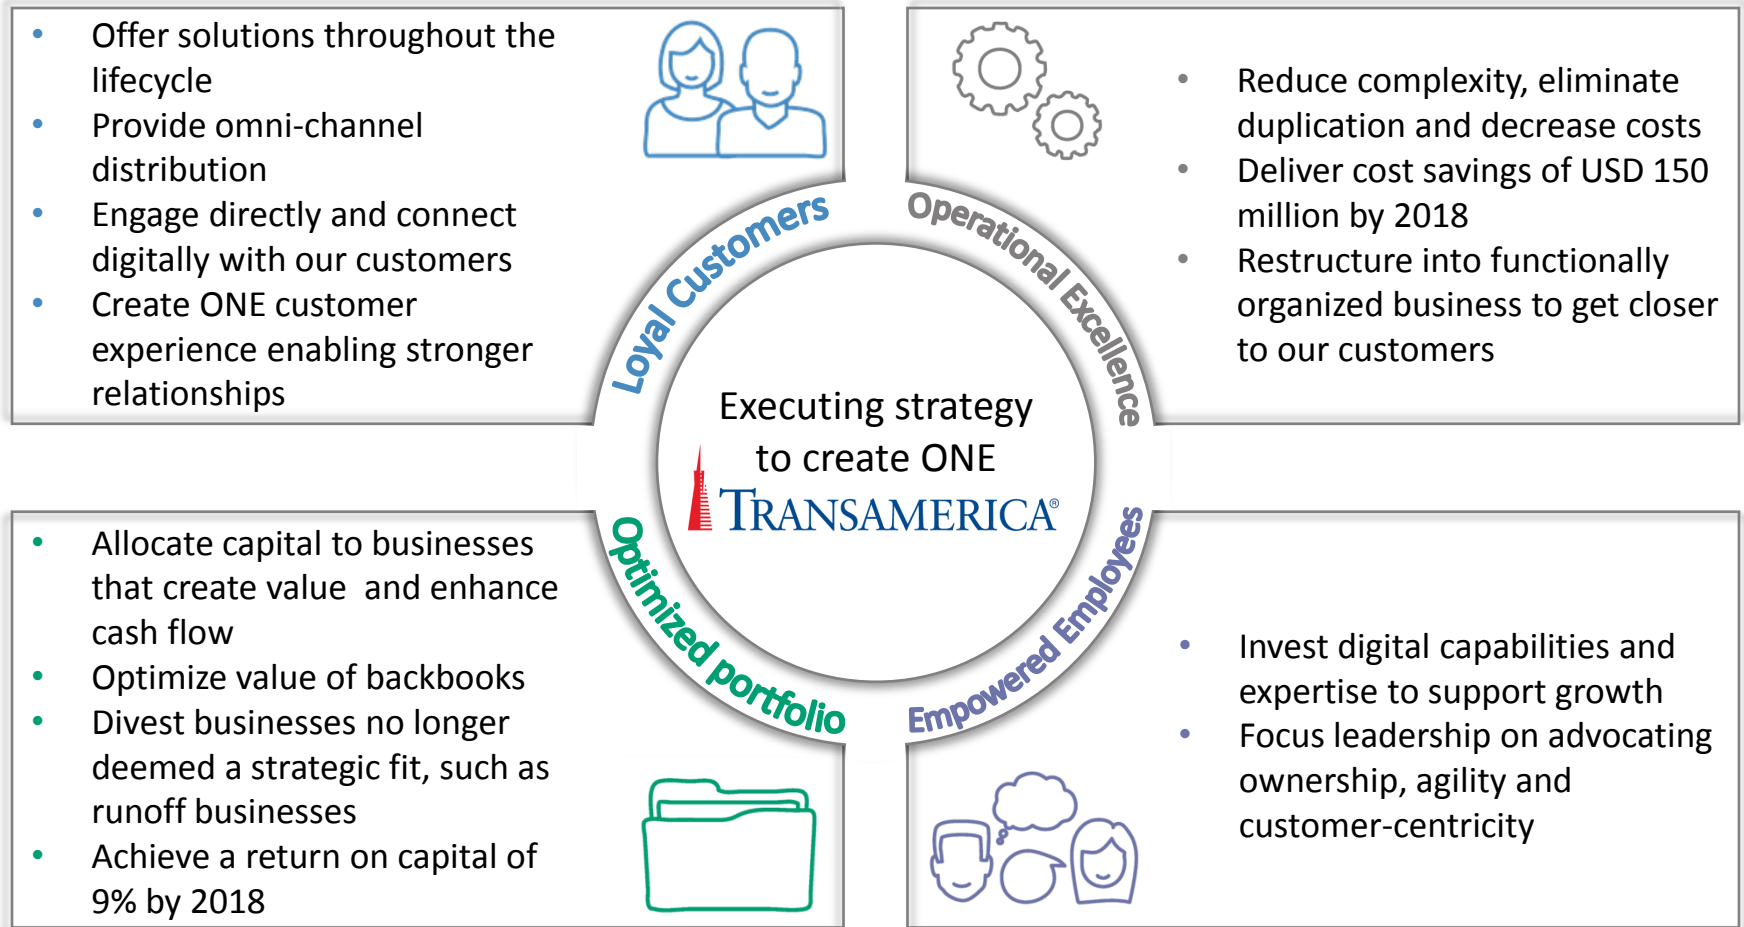 Offer solutions throughout the
lifecycle
Provide omni-channel
distribution
Engage directly and connect
digitally with our customers
Create ONE customer
experience enabling stronger
relationships
Loyal Customers
Operational Excellence
Reduce complexity, eliminate
duplication and decrease costs
Deliver cost savings of USD 150
million by 2018
Restructure into functionally
organized business to get closer
to our customers
Executing strategy
to create ONE
TRANSAMERICA®
Allocate capital to businesses
that create value and enhance
cash flow
Optimize value of backbooks
Divest businesses no longer
deemed a strategic fit, such as
runoff businesses
Achieve a return on capital of
9% by 2018
Optimized portfolio
Empowered Employees
Invest digital capabilities and
expertise to support growth
Focus leadership on advocating
ownership, agility and
customer-centricity